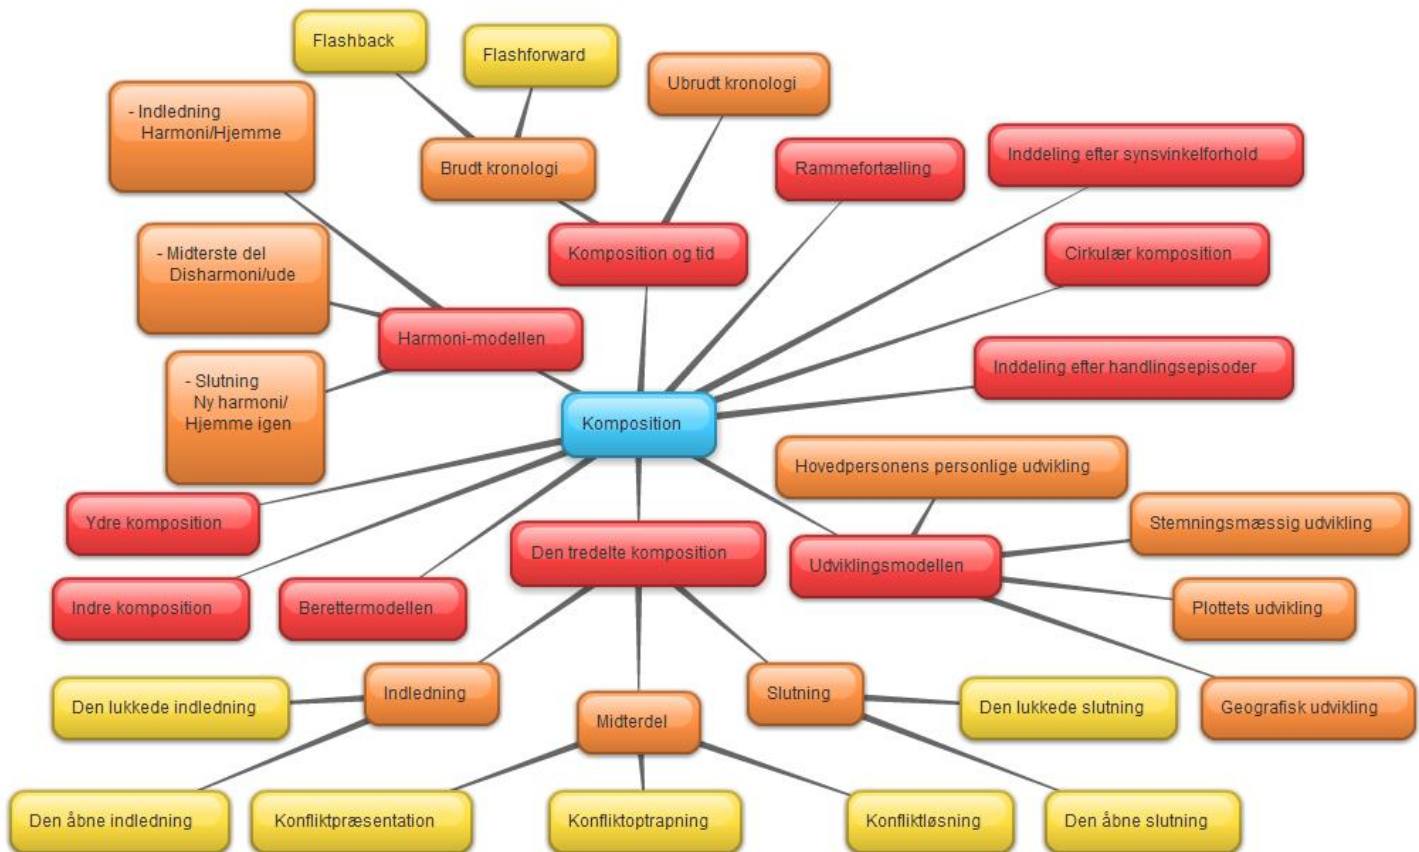 Flashback
Flashforward
Ubrudt kronologi
- Indledning
Harmoni/Hjemme
Brudt kronologi
Rammefortælling
Inddeling efter synsvinkelforhold
- Midterste del
Disharmoni/ude
Komposition og tid
Cirkulær komposition
Harmoni-modellen
Inddeling efter handlingsepisoder
- Slutning
Ny harmoni/
Hjemme igen
Komposition
Hovedpersonens personlige udvikling
Ydre komposition
Stemningsmæssig udvikling
Den tredelte komposition
Udviklingsmodellen
Indre komposition
Berettermodellen
Plottets udvikling
Indledning
Slutning
Den lukkede indledning
Midterdel
Den lukkede slutning
Geografisk udvikling
Den åbne indledning
Konfliktpræsentation
Konfliktoptrapning
Konfliktløsning
Den åbne slutning